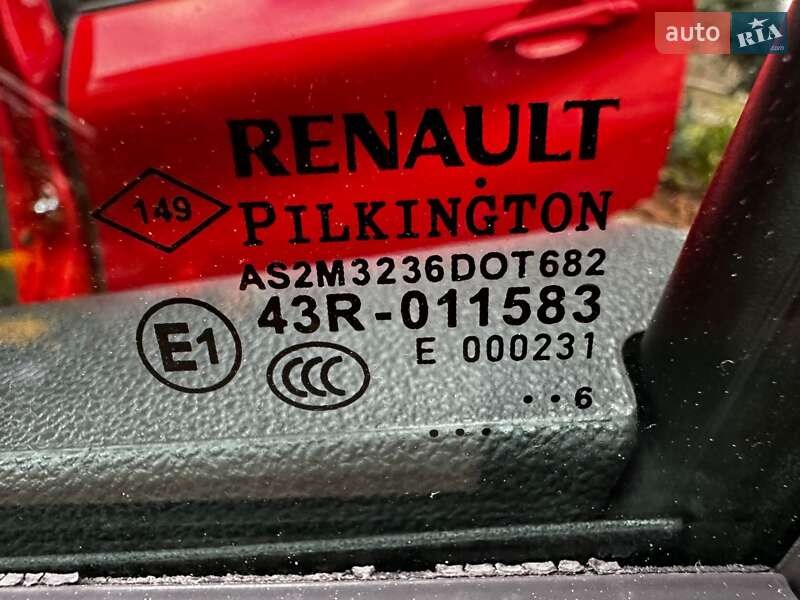 auto RIA
RENAULT
149
PILKINGTON
AS2M3236DOT682
43R-011583
E1
E 000231
CCC
..6
...